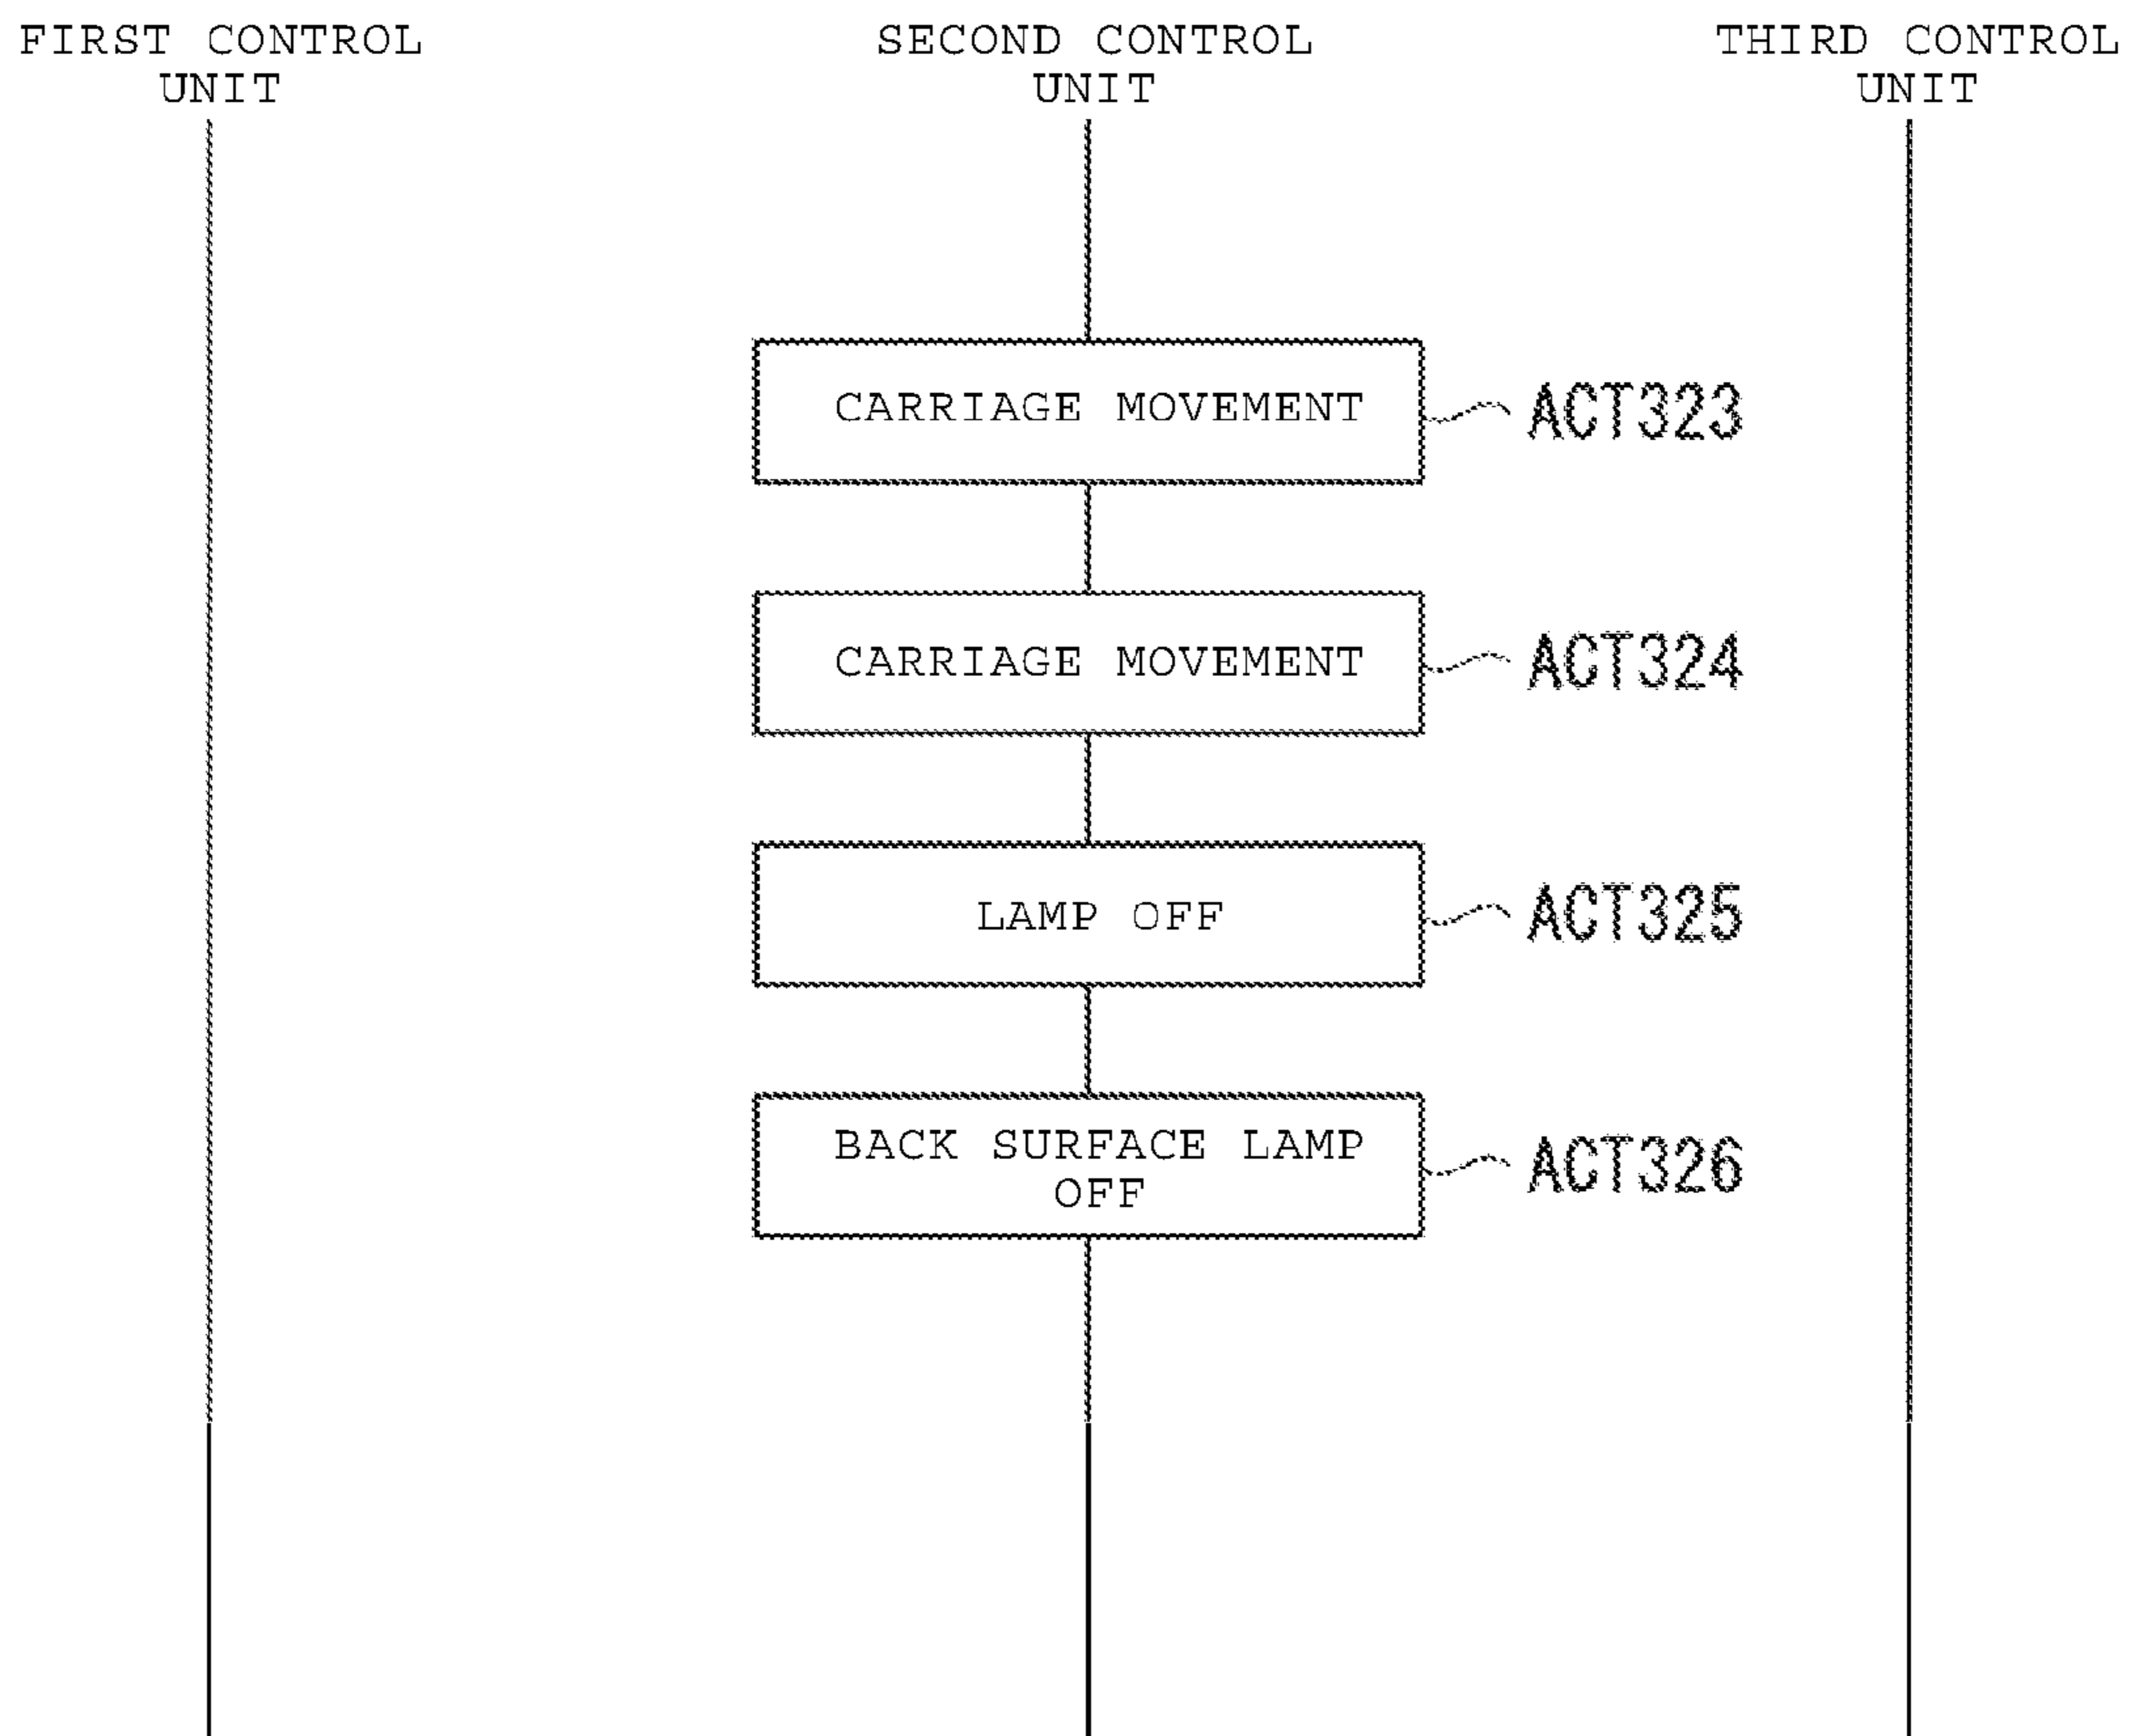 FIRST CONTROL
UNIT
SECOND CONTROL
UNIT
THIRD CONTROL
UNIT
CARRIAGE MOVEMENT
ACT323
CARRIAGE MOVEMENT
ACT324
LAMP OFF
ACT325
BACK SURFACE LAMP
OFF
ACT326